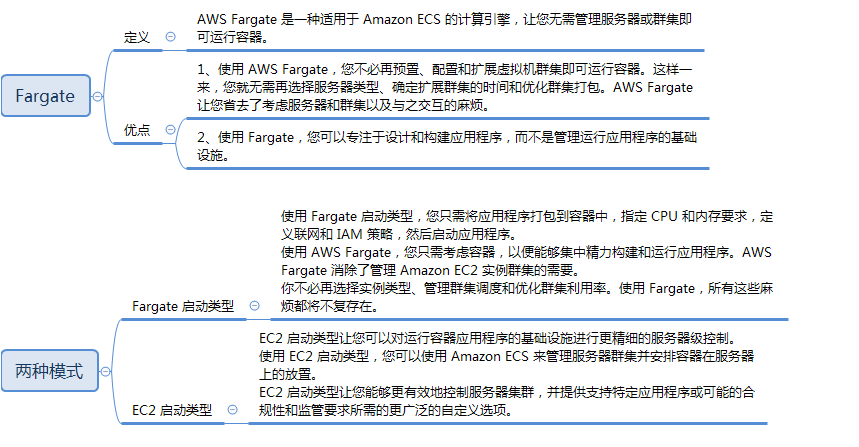 Fargate
定义
AWS Fargate 是一种适用于 Amazon ECS 的计算引擎，让您无需管理服务器或群集即
可运行容器。
优点
1、使用 AWS Fargate，您不必再预置、配置和扩展虚拟机群集即可运行容器。这样一
来，您就无需再选择服务器类型、确定扩展群集的时间和优化群集打包。AWS Fargate
让您省去了考虑服务器和群集以及与之交互的麻烦。
2、使用 Fargate，您可以专注于设计和构建应用程序，而不是管理运行应用程序的基础
设施。
两种模式
Fargate 启动类型
使用 Fargate 启动类型，您只需将应用程序打包到容器中，指定 CPU 和内存要求，定
义联网和 IAM 策略，然后启动应用程序。
使用 AWS Fargate，您只需考虑容器，以便能够集中精力构建和运行应用程序。AWS
Fargate 消除了管理 Amazon EC2 实例群集的需要。
你不必再选择实例类型、管理群集调度和优化群集利用率。使用 Fargate，所有这些麻
烦都将不复存在。
EC2 启动类型
EC2 启动类型让您可以对运行容器应用程序的基础设施进行更精细的服务器级控制。
使用 EC2 启动类型，您可以使用 Amazon ECS 来管理服务器群集并安排容器在服务器
上的放置。
EC2 启动类型让您能够更有效地控制服务器集群，并提供支持特定应用程序或可能的合
规性和监管要求所需的更广泛的自定义选项。